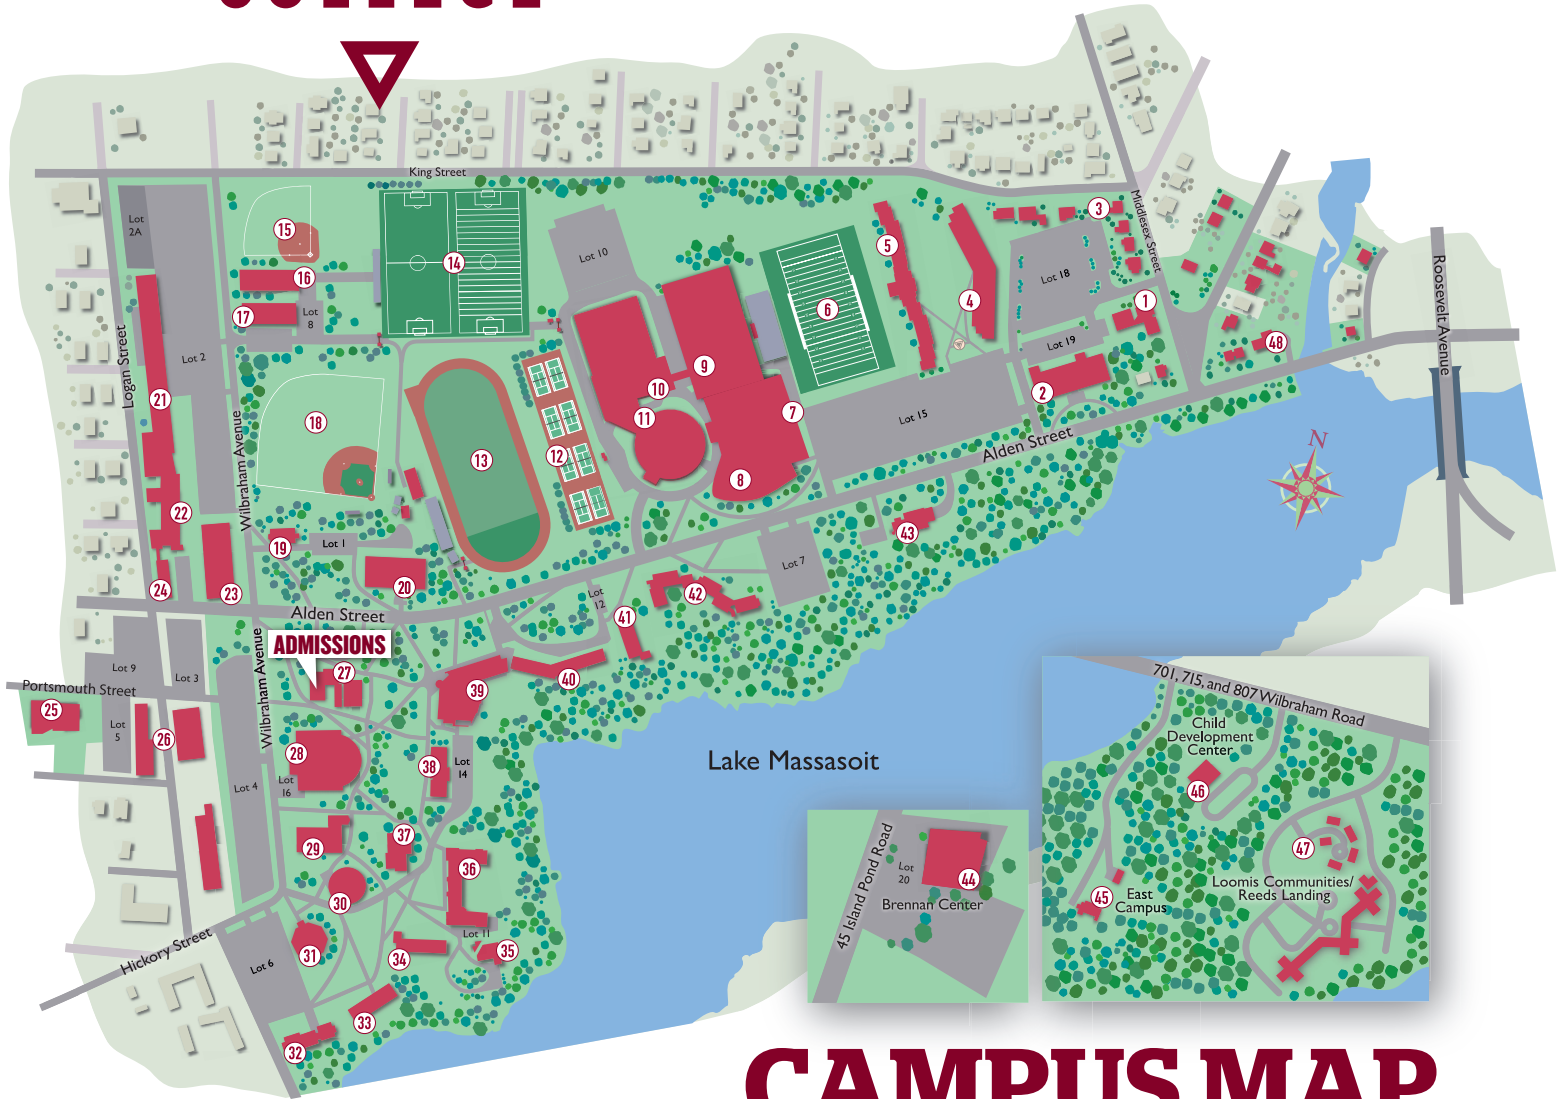 King Street
Lot
2A
15
14
16
17
Lot
8
Lot 10
5
6
4
3
Middlesex Street
Lot 18
1
Roosevelt Avenue
48
Lot 19
2
Logan Street
Lot 2
21
Wilbraham Avenue
18
13
12
9
10
11
7
8
Lot 15
Alden Street
N
22
19
Lot 1
20
24
23
Alden Street
43
Lot 7
42
Lot
12
41
40
39
ADMISSIONS
27
Wilbraham Avenue
Lot 9
Lot 3
Portsmouth Street
25
Lot
5
26
28
Lot
16
Lot 4
38
Lot
14
Lake Massasoit
29
37
36
30
31
34
Lot 11
35
Hickory Street
Lot 6
33
32
45 Island Pond Road
Lot
20
44
Brennan Center
701, 715, and 807 Wilbraham Road
Child
Development
Center
46
47
Loomis Communities/
Reeds Landing
45
East
Campus
CAMPUS MAP